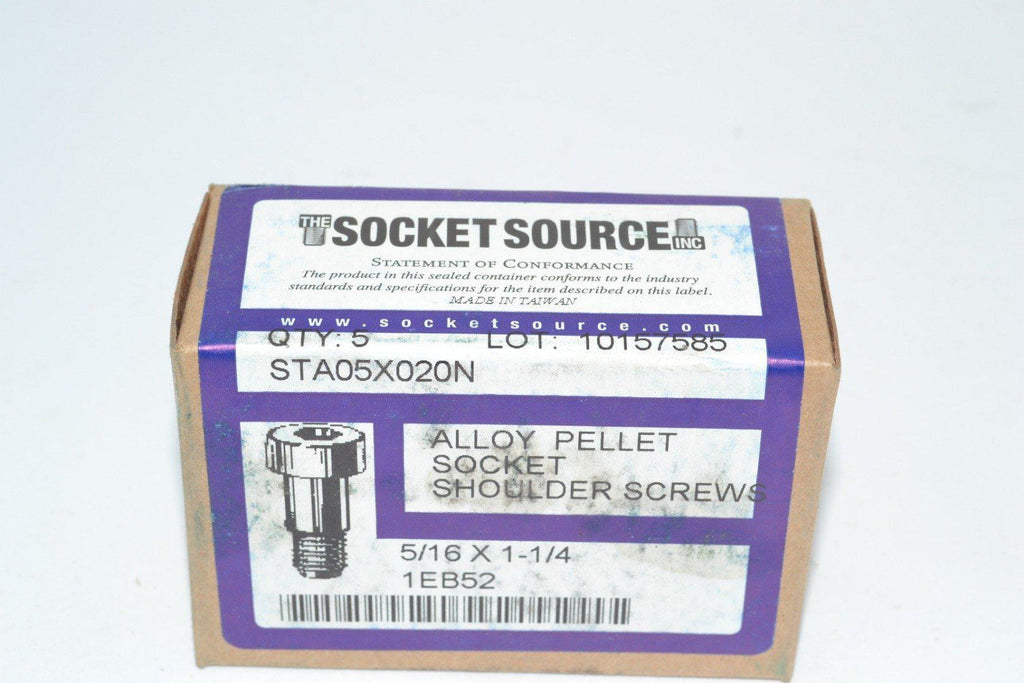 THE SOCKET SOURCE INC
STATEMENT OF CONFORMANCE
The product in this sealed container conforms to the industry
standards and specifications for the item described on this label.
MADE IN TAIWAN
www.socketsource.com
QTY: 5 LOT: 10157585
STA05X020N
ALLOY PELLET
SOCKET
SHOULDER SCREWS
5/16 X 1-1/4
1EB52